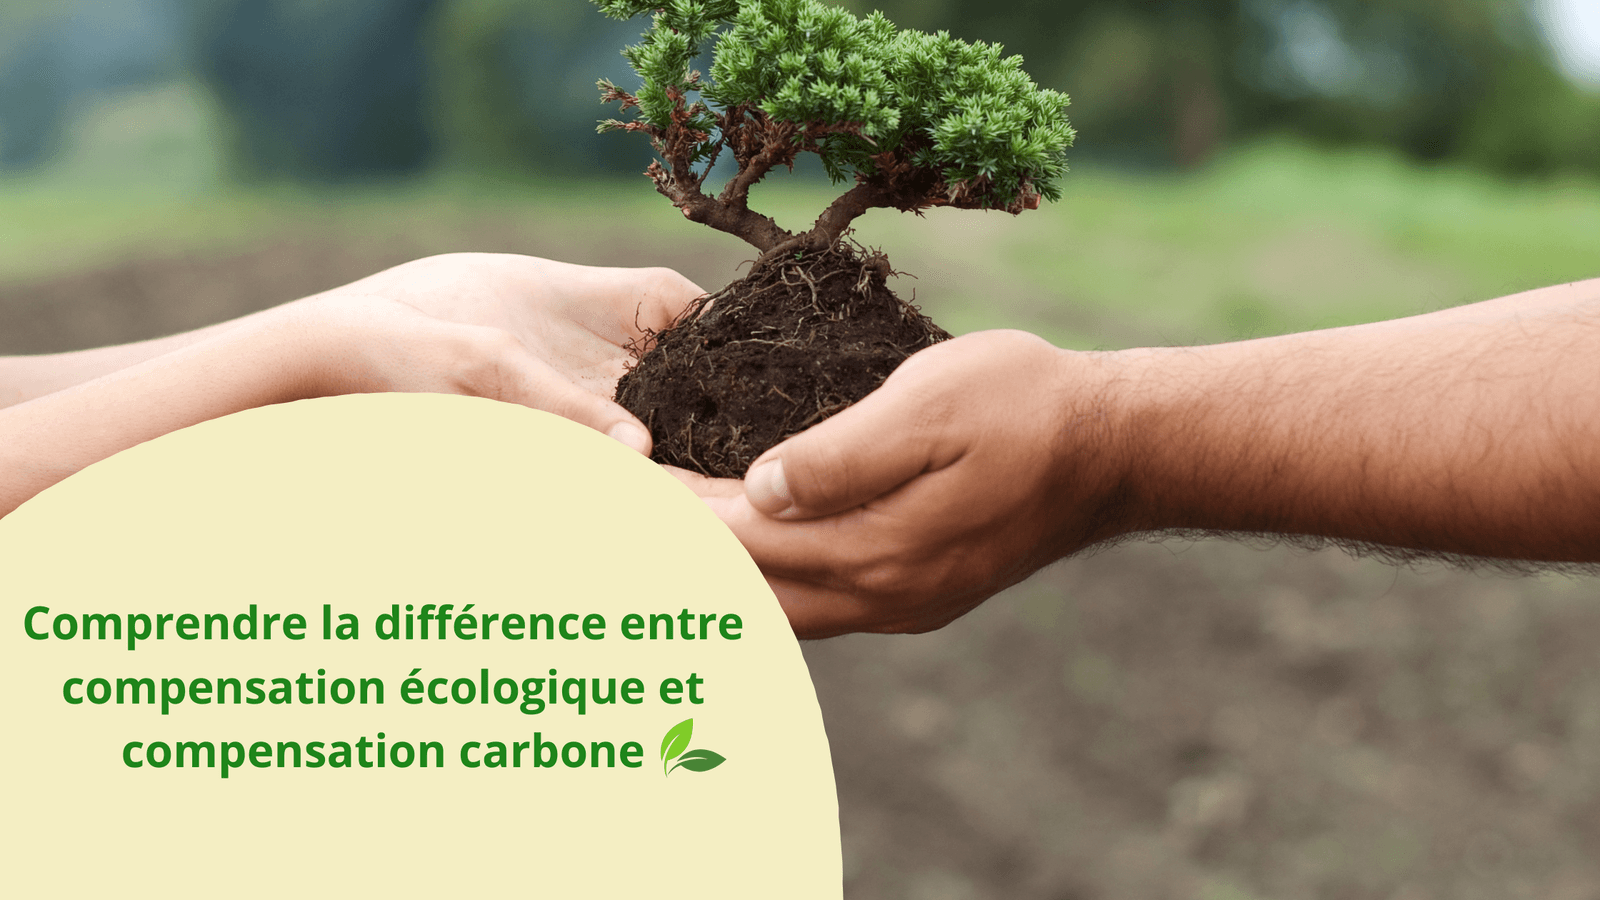 Comprendre la différence entre
compensation écologique et
compensation carbone